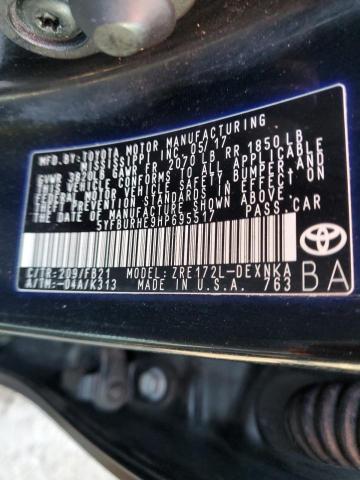 MFD.BY:TOYOTA MOTOR MANUFACTURING
MISSISSIPPI, INC. 05/17
GVWR 3820LB GAWR FR 2070 LB RR 1850 LB
THIS VEHICLE CONFORMS TO ALL APPLICABLE
FEDERAL MOTOR VEHICLE SAFETY, BUMPER, AND
THEFT PREVENTION STANDARDS IN EFFECT ON
THE DATE OF MANUFACTURE SHOWN ABOVE.
5YFBURHE9HP695517 PASS.CAR
C/TR: 209/FB21 MODEL: ZRE172L-DEXNKA
A/TM: -04A/K313 MADE IN U.S.A. 763
BA
TOYOTA